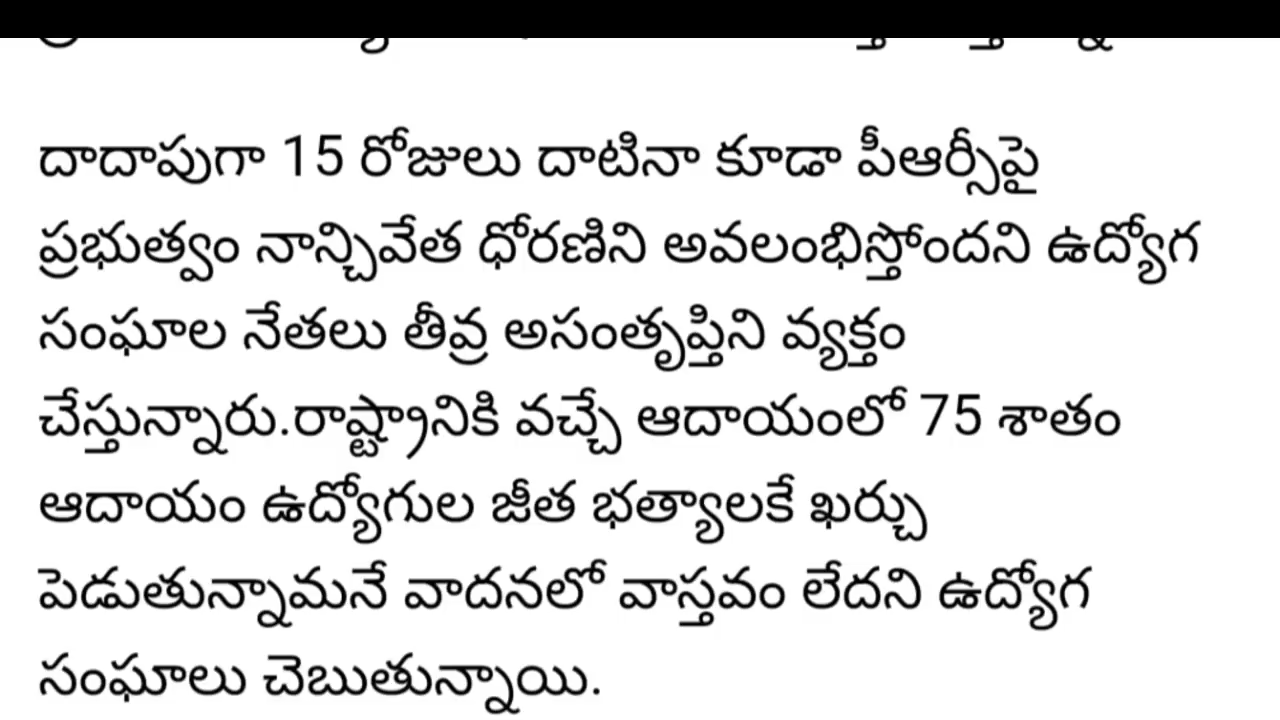 దాదాపుగా 15 రోజులు దాటినా కూడా పీఆర్సీపై
ప్రభుత్వం నాన్చివేత ధోరణిని అవలంభిస్తోందని ఉద్యోగ
సంఘాల నేతలు తీవ్ర అసంతృప్తిని వ్యక్తం
చేస్తున్నారు.రాష్ట్రానికి వచ్చే ఆదాయంలో 75 శాతం
ఆదాయం ఉద్యోగుల జీత భత్యాలకే ఖర్చు
పెడుతున్నామనే వాదనలో వాస్తవం లేదని ఉద్యోగ
సంఘాలు చెబుతున్నాయి.